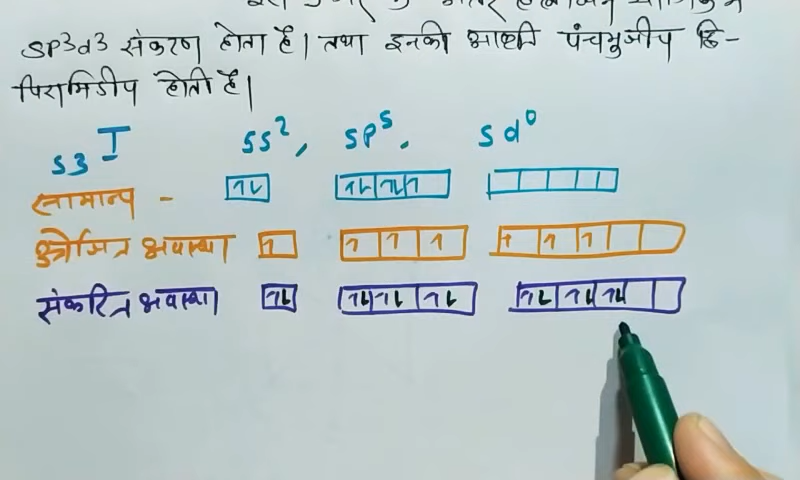 sp³d³ संकरण होता है। तथा इनकी आकृति पंचभुजीय द्वि-
पिरामिडीय होती है।
53 I 5s², 5p⁵, 5d⁰
सामान्य -
उत्तेजित अवस्था
संकरित अवस्था